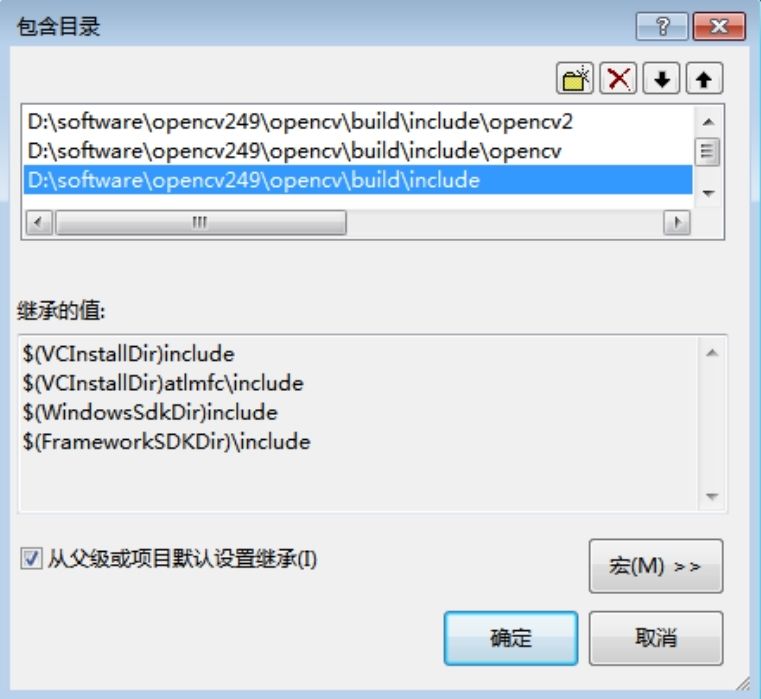 包含目录
D:\software\opencv249\opencv\build\include\opencv2
D:\software\opencv249\opencv\build\include\opencv
D:\software\opencv249\opencv\build\include
继承的值:
$(VCInstallDir)include
$(VCInstallDir)atlmfc\include
$(WindowsSdkDir)include
$(FrameworkSDKDir)\include
从父级或项目默认设置继承(I)
宏(M) >>
确定
取消